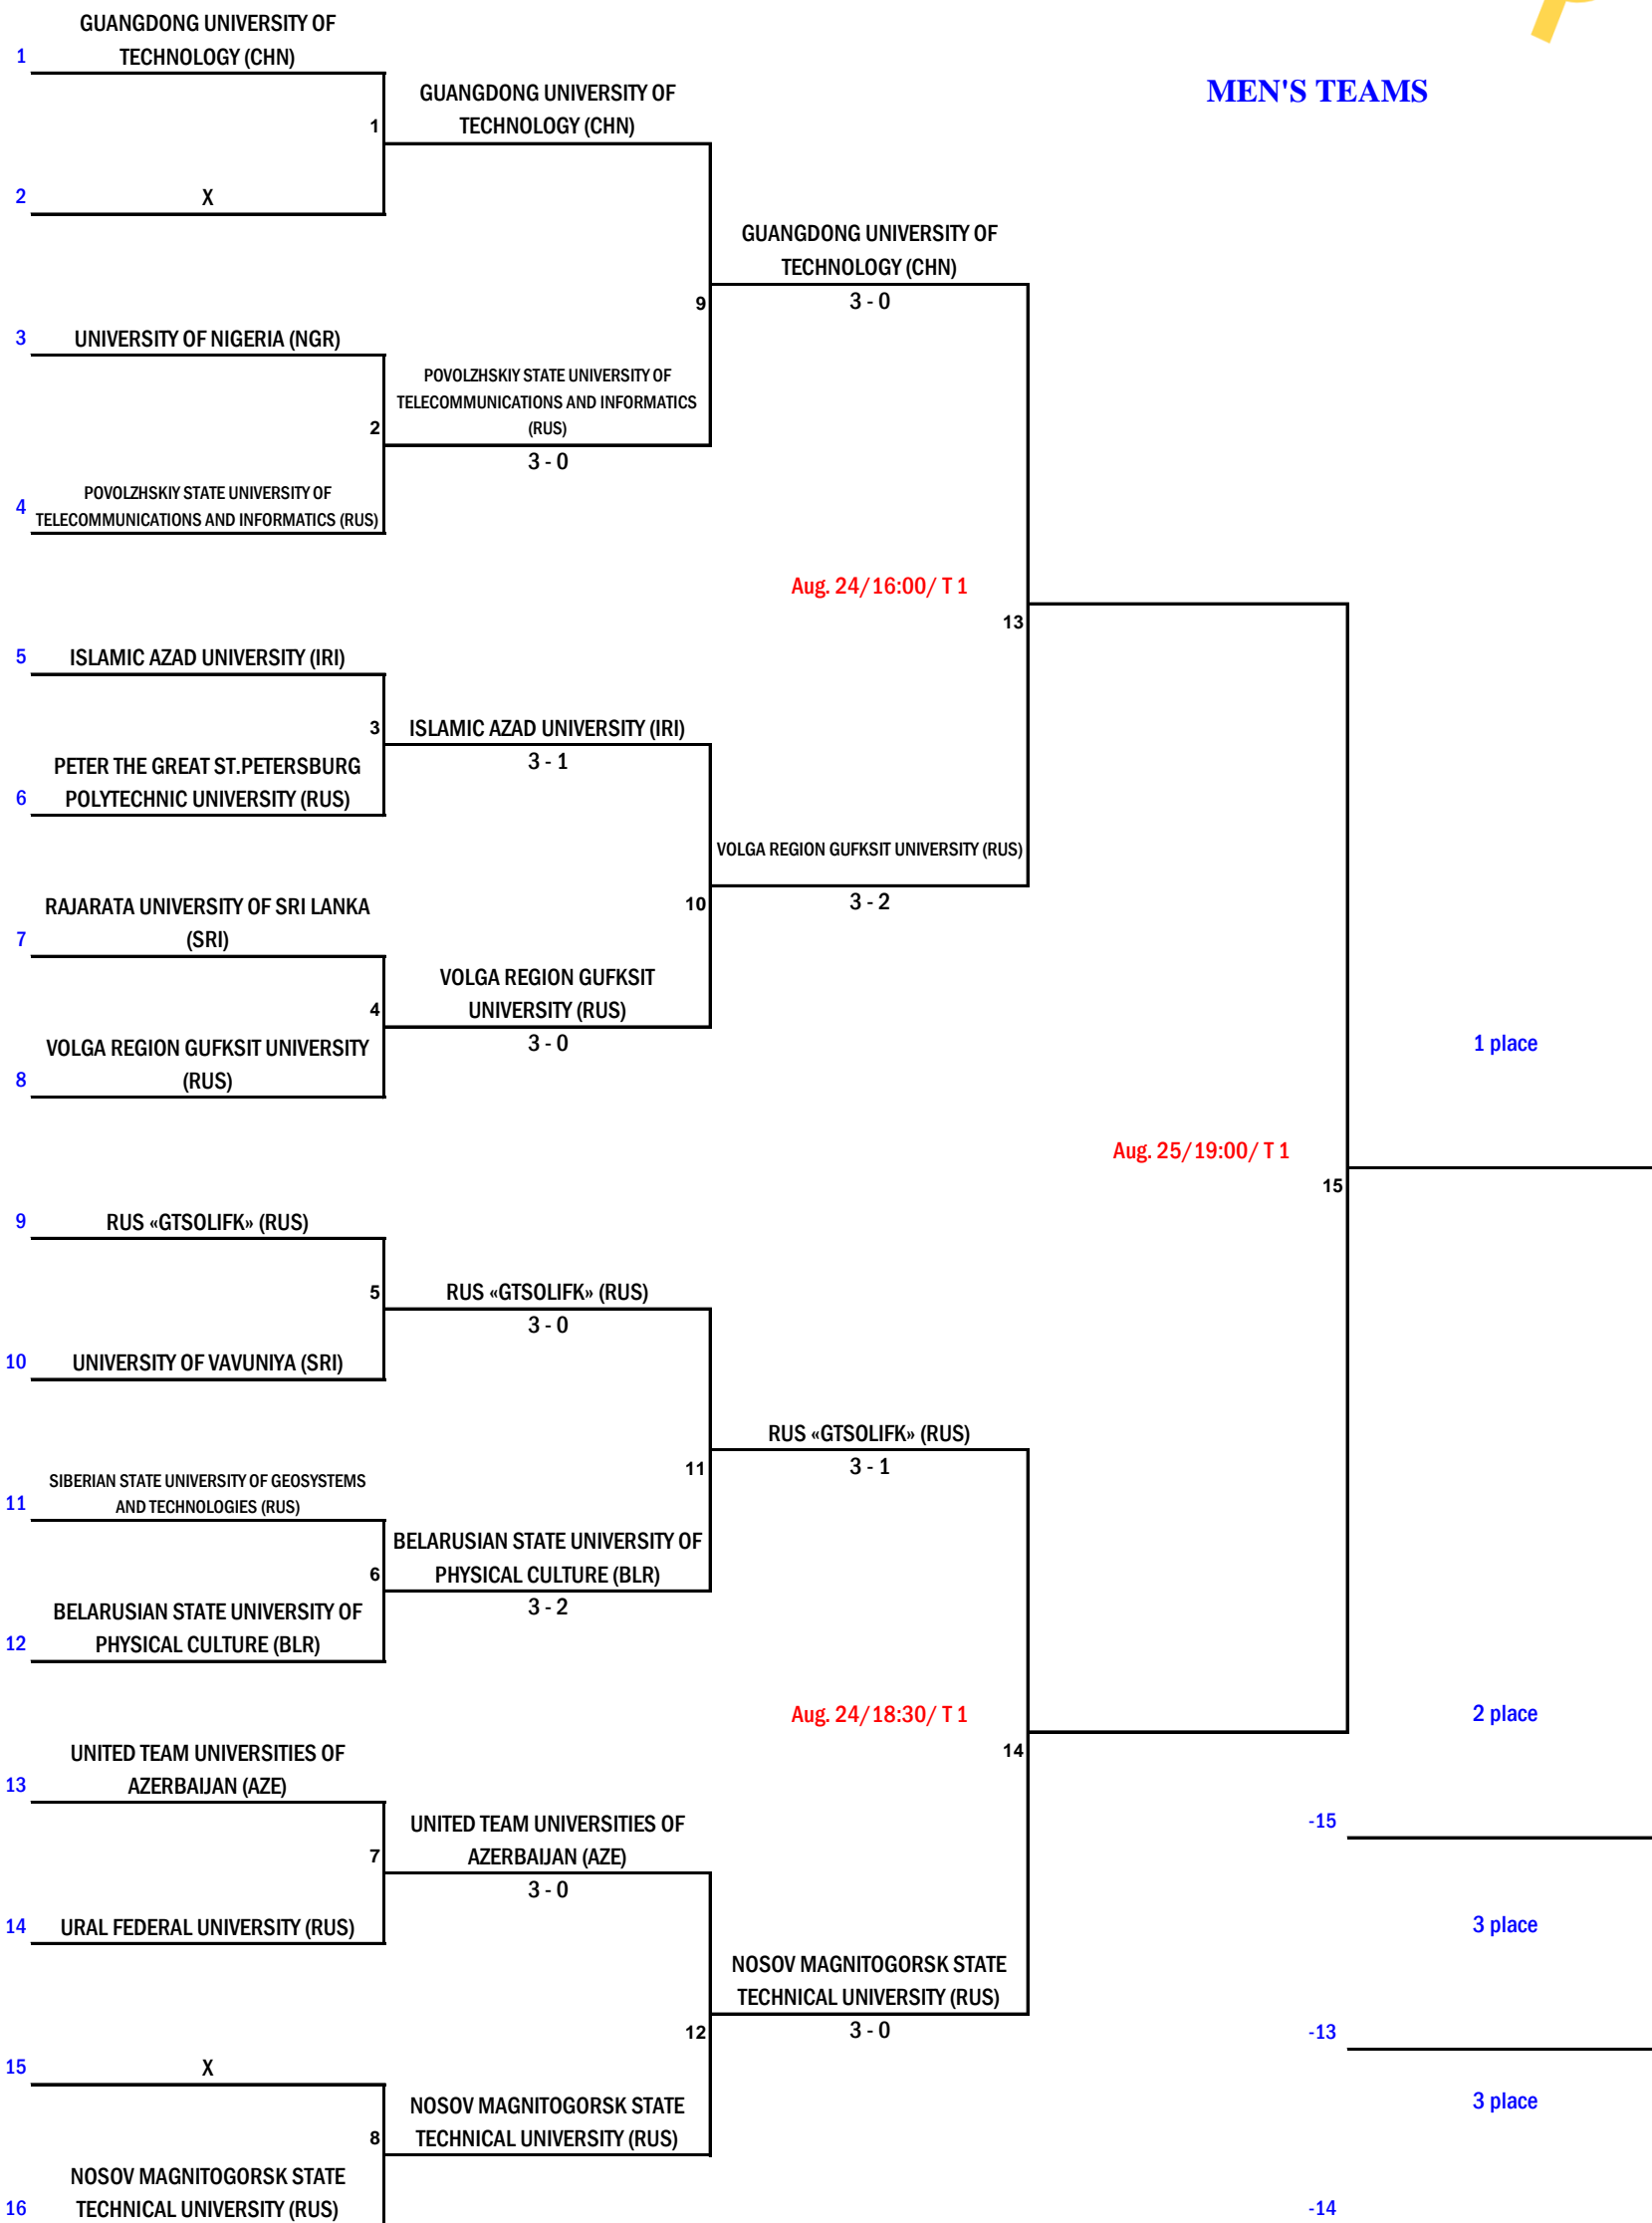 MEN'S TEAMS
GUANGDONG UNIVERSITY OF
1 TECHNOLOGY (CHN)
GUANGDONG UNIVERSITY OF
1 TECHNOLOGY (CHN)
2 X
GUANGDONG UNIVERSITY OF
TECHNOLOGY (CHN)
9 3 - 0
3 UNIVERSITY OF NIGERIA (NGR)
POVOLZHSKIY STATE UNIVERSITY OF
TELECOMMUNICATIONS AND INFORMATICS
2 (RUS)
3 - 0
POVOLZHSKIY STATE UNIVERSITY OF
4 TELECOMMUNICATIONS AND INFORMATICS (RUS)
Aug. 24/16:00/ T 1
13
5 ISLAMIC AZAD UNIVERSITY (IRI)
3 ISLAMIC AZAD UNIVERSITY (IRI)
3 - 1
PETER THE GREAT ST.PETERSBURG
6 POLYTECHNIC UNIVERSITY (RUS)
VOLGA REGION GUFKSIT UNIVERSITY (RUS)
10 3 - 2
RAJARATA UNIVERSITY OF SRI LANKA
7 (SRI)
VOLGA REGION GUFKSIT
4 UNIVERSITY (RUS)
3 - 0
VOLGA REGION GUFKSIT UNIVERSITY
8 (RUS)
1 place
Aug. 25/19:00/ T 1
15
9 RUS «GTSOLIFK» (RUS)
5 RUS «GTSOLIFK» (RUS)
3 - 0
10 UNIVERSITY OF VAVUNIYA (SRI)
RUS «GTSOLIFK» (RUS)
11 3 - 1
SIBERIAN STATE UNIVERSITY OF GEOSYSTEMS
11 AND TECHNOLOGIES (RUS)
BELARUSIAN STATE UNIVERSITY OF
6 PHYSICAL CULTURE (BLR)
3 - 2
BELARUSIAN STATE UNIVERSITY OF
12 PHYSICAL CULTURE (BLR)
Aug. 24/18:30/ T 1
14
2 place
UNITED TEAM UNIVERSITIES OF
13 AZERBAIJAN (AZE)
UNITED TEAM UNIVERSITIES OF
7 AZERBAIJAN (AZE)
3 - 0
-15
14 URAL FEDERAL UNIVERSITY (RUS)
3 place
NOSOV MAGNITOGORSK STATE
TECHNICAL UNIVERSITY (RUS)
12 3 - 0
-13
15 X
NOSOV MAGNITOGORSK STATE
8 TECHNICAL UNIVERSITY (RUS)
3 place
NOSOV MAGNITOGORSK STATE
16 TECHNICAL UNIVERSITY (RUS)
-14